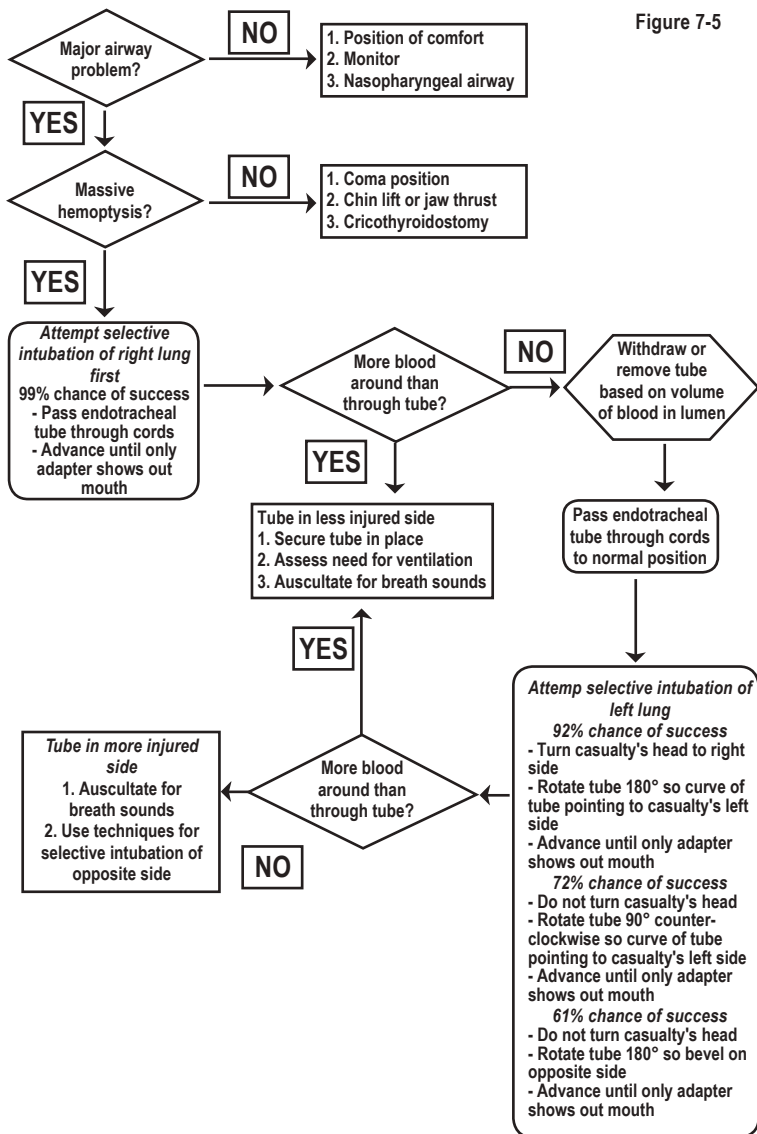 Figure 7-5
Major airway
problem?
NO
1. Position of comfort
2. Monitor
3. Nasopharyngeal airway
YES
Massive
hemoptysis?
NO
1. Coma position
2. Chin lift or jaw thrust
3. Cricothyroidostomy
YES
Attempt selective
intubation of right lung
first
99% chance of success
- Pass endotracheal
tube through cords
- Advance until only
adapter shows out
mouth
More blood
around than
through tube?
NO
Withdraw or
remove tube
based on volume
of blood in lumen
YES
Tube in less injured side
1. Secure tube in place
2. Assess need for ventilation
3. Auscultate for breath sounds
Pass endotracheal
tube through cords
to normal position
YES
Attemp selective intubation of
left lung
92% chance of success
- Turn casualty's head to right
side
- Rotate tube 180° so curve of
tube pointing to casualty's left
side
- Advance until only adapter
shows out mouth
72% chance of success
- Do not turn casualty's head
- Rotate tube 90° counter-
clockwise so curve of tube
pointing to casualty's left side
- Advance until only adapter
shows out mouth
61% chance of success
- Do not turn casualty's head
- Rotate tube 180° so bevel on
opposite side
- Advance until only adapter
shows out mouth
More blood
around than
through tube?
NO
Tube in more injured
side
1. Auscultate for
breath sounds
2. Use techniques for
selective intubation of
opposite side